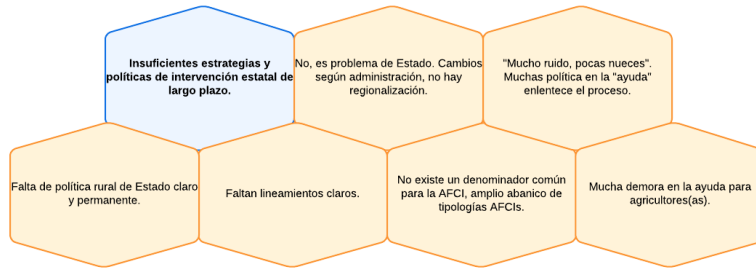 Insuficientes estrategias y
políticas de intervención estatal de
largo plazo.
No, es problema de Estado. Cambios
según administración, no hay
regionalización.
"Mucho ruido, pocas nueces".
Muchas política en la "ayuda"
enlentece el proceso.
Falta de política rural de Estado claro
y permanente.
Faltan lineamientos claros.
No existe un denominador común
para la AFCI, amplio abanico de
tipologías AFCIs.
Mucha demora en la ayuda para
agricultores(as).